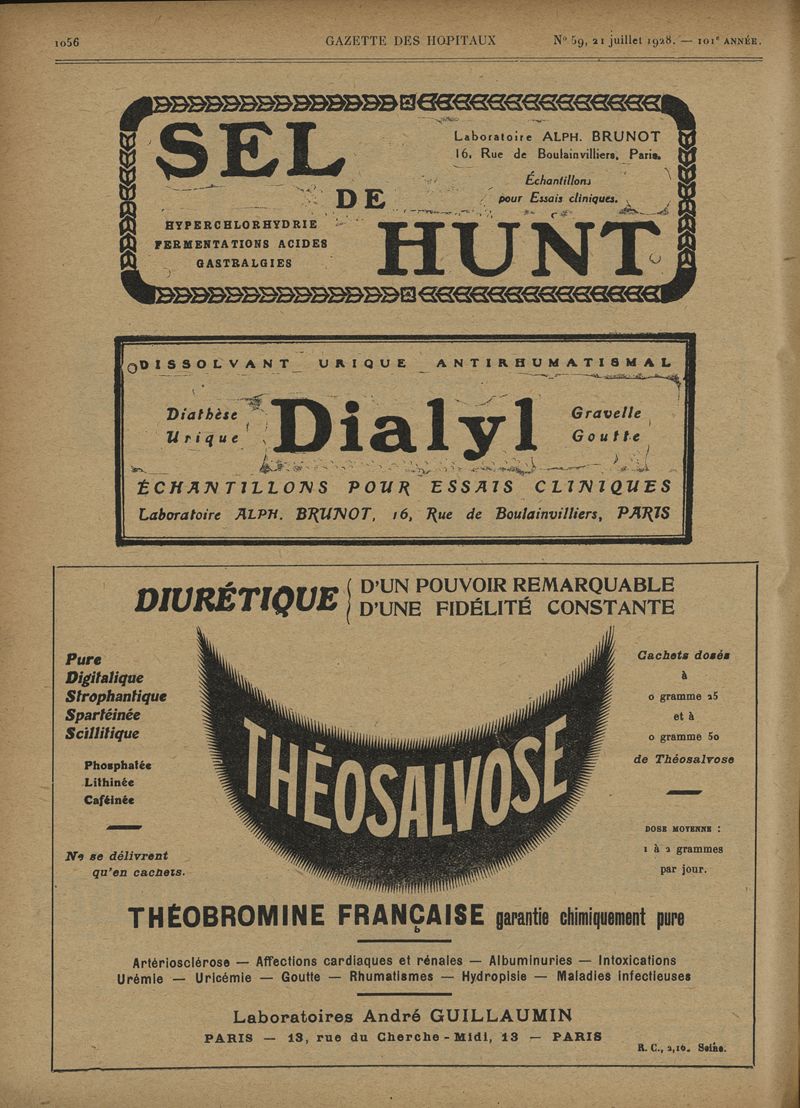 1056 GAZETTE DES HOPITAUX Nº 59, 21 juillet 1928. — 101e ANNÉE.
SEL
DE
HUNT
Laboratoire ALPH. BRUNOT
16, Rue de Boulainvilliers, Paris.
Échantillons
pour Essais cliniques.
HYPERCHLORHYDRIE
FERMENTATIONS ACIDES
GASTRALGIES
DISSOLVANT URIQUE ANTIRHUMATISMAL
Diathèse
Urique
Dialyl
Gravelle
Goutte
ÉCHANTILLONS POUR ESSAIS CLINIQUES
Laboratoire ALPH. BRUNOT, 16, Rue de Boulainvilliers, PARIS
DIURÉTIQUE
D'UN POUVOIR REMARQUABLE
D'UNE FIDÉLITÉ CONSTANTE
Pure
Digitalique
Strophantique
Spartéinée
Scillitique
Phosphatée
Lithinée
Caféinée
Ne se délivrent
qu'en cachets.
THÉOSALVOSE
Cachets dosés
à
0 gramme 25
et à
0 gramme 50
de Théosalvose
DOSE MOYENNE :
1 à 2 grammes
par jour.
THÉOBROMINE FRANÇAISE garantie chimiquement pure
Artériosclérose — Affections cardiaques et rénales — Albuminuries — Intoxications
Urémie — Uricémie — Goutte — Rhumatismes — Hydropisie — Maladies infectieuses
Laboratoires André GUILLAUMIN
PARIS — 13, rue du Cherche-Midi, 13 — PARIS
R. C., 2,160. Seine.